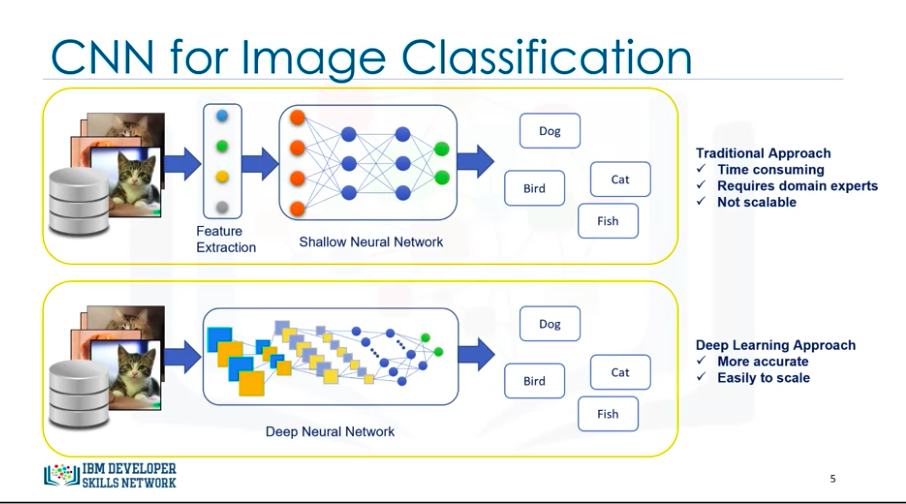 CNN for Image Classification
Feature
Extraction
Shallow Neural Network
Dog
Bird
Cat
Fish
Traditional Approach
✓ Time consuming
✓ Requires domain experts
✓ Not scalable
Deep Neural Network
Dog
Bird
Cat
Fish
Deep Learning Approach
✓ More accurate
✓ Easily to scale
IBM DEVELOPER
SKILLS NETWORK
5